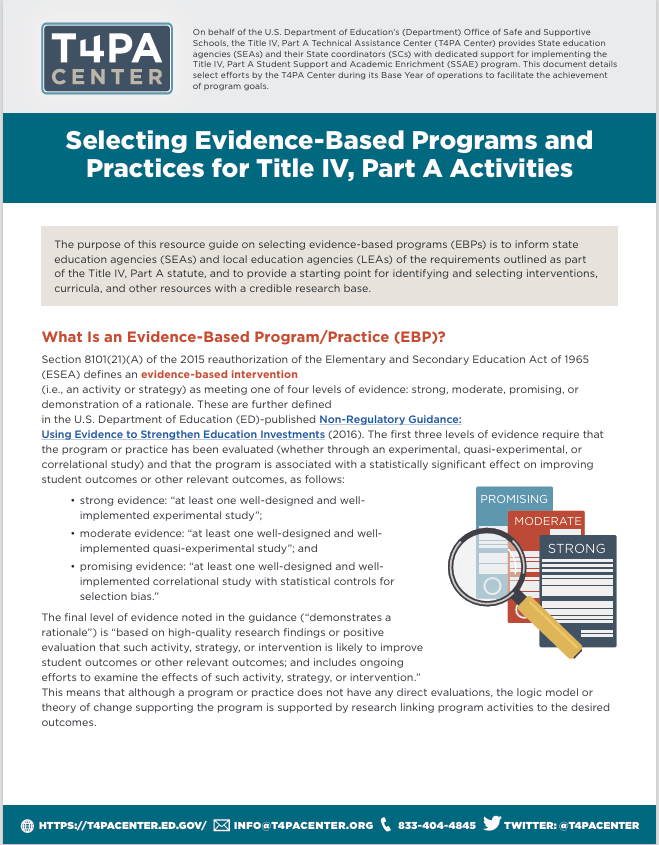 T4PA
CENTER
On behalf of the U.S. Department of Education's (Department) Office of Safe and Supportive
Schools, the Title IV, Part A Technical Assistance Center (T4PA Center) provides State education
agencies (SEAs) and their State coordinators (SCs) with dedicated support for implementing the
Title IV, Part A Student Support and Academic Enrichment (SSAE) program. This document details
select efforts by the T4PA Center during its Base Year of operations to facilitate the achievement
of program goals.
Selecting Evidence-Based Programs and
Practices for Title IV, Part A Activities
The purpose of this resource guide on selecting evidence-based programs (EBPs) is to inform state
education agencies (SEAs) and local education agencies (LEAs) of the requirements outlined as part
of the Title IV, Part A statute, and to provide a starting point for identifying and selecting interventions,
curricula, and other resources with a credible research base.
What Is an Evidence-Based Program/Practice (EBP)?
Section 8101(21)(A) of the 2015 reauthorization of the Elementary and Secondary Education Act of 1965
(ESEA) defines an evidence-based intervention
(i.e., an activity or strategy) as meeting one of four levels of evidence: strong, moderate, promising, or
demonstration of a rationale. These are further defined
in the U.S. Department of Education (ED)-published Non-Regulatory Guidance:
Using Evidence to Strengthen Education Investments (2016). The first three levels of evidence require that
the program or practice has been evaluated (whether through an experimental, quasi-experimental, or
correlational study) and that the program is associated with a statistically significant effect on improving
student outcomes or other relevant outcomes, as follows:
• strong evidence: “at least one well-designed and well-
implemented experimental study”;
• moderate evidence: “at least one well-designed and well-
implemented quasi-experimental study”; and
• promising evidence: “at least one well-designed and well-
implemented correlational study with statistical controls for
selection bias.”
PROMISING
MODERATE
STRONG
The final level of evidence noted in the guidance (“demonstrates a
rationale”) is “based on high-quality research findings or positive
evaluation that such activity, strategy, or intervention is likely to improve
student outcomes or other relevant outcomes; and includes ongoing
efforts to examine the effects of such activity, strategy, or intervention.”
This means that although a program or practice does not have any direct evaluations, the logic model or
theory of change supporting the program is supported by research linking program activities to the desired
outcomes.
HTTPS://T4PACENTER.ED.GOV/ INFO@T4PACENTER.ORG 833-404-4845 TWITTER: @T4PACENTER